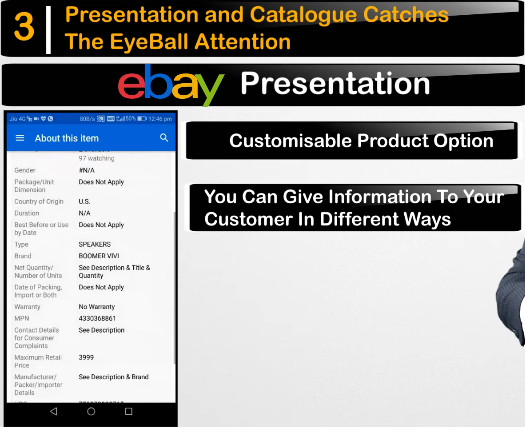 3
Presentation and Catalogue Catches
The EyeBall Attention
ebay Presentation
Customisable Product Option
You Can Give Information To Your
Customer In Different Ways
Jio 4G
12:46 pm
About this item
97 watching
Gender #N/A
Package/Unit Does Not Apply
Dimension
Country of Origin U.S.
Duration N/A
Best Before or Use Does Not Apply
by Date
Type SPEAKERS
Brand BOOMER VIVI
Net Quantity/ See Description & Title &
Number of Units Quantity
Date of Packing, Does Not Apply
Import or Both
Warranty No Warranty
MPN 4330368861
Contact Details See Description
for Consumer
Complaints
Maximum Retail 3999
Price
Manufacturer/ See Description & Brand
Packer/Importer
Details